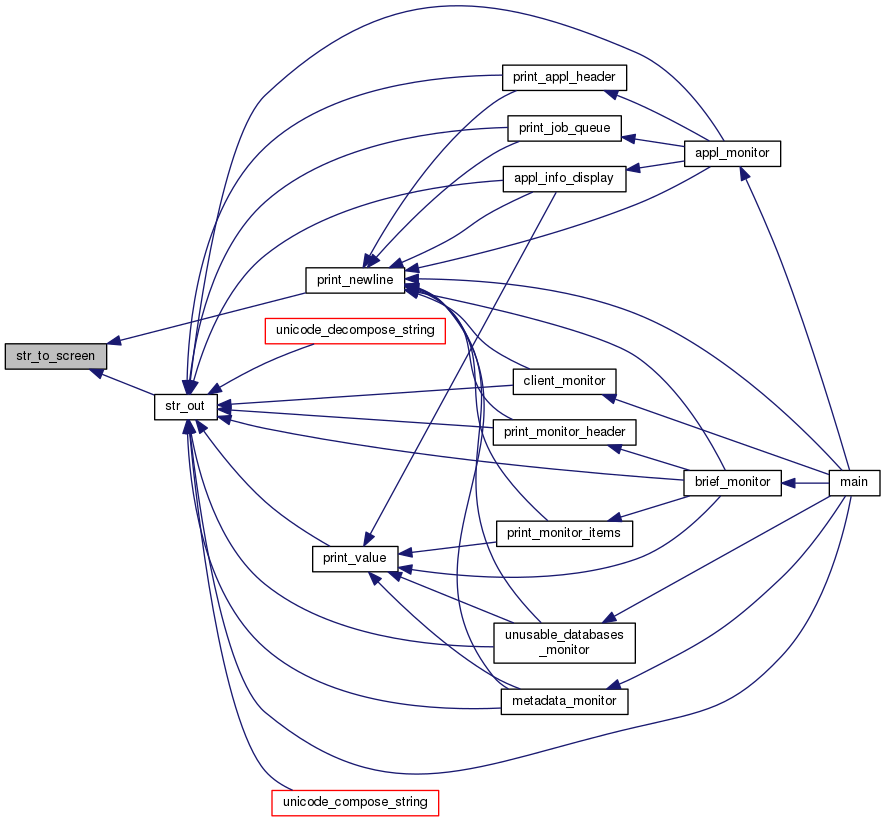 print_appl_header
print_job_queue
appl_monitor
appl_info_display
print_newline
unicode_decompose_string
str_to_screen
client_monitor
str_out
print_monitor_header
brief_monitor
main
print_monitor_items
print_value
unusable_databases
_monitor
metadata_monitor
unicode_compose_string